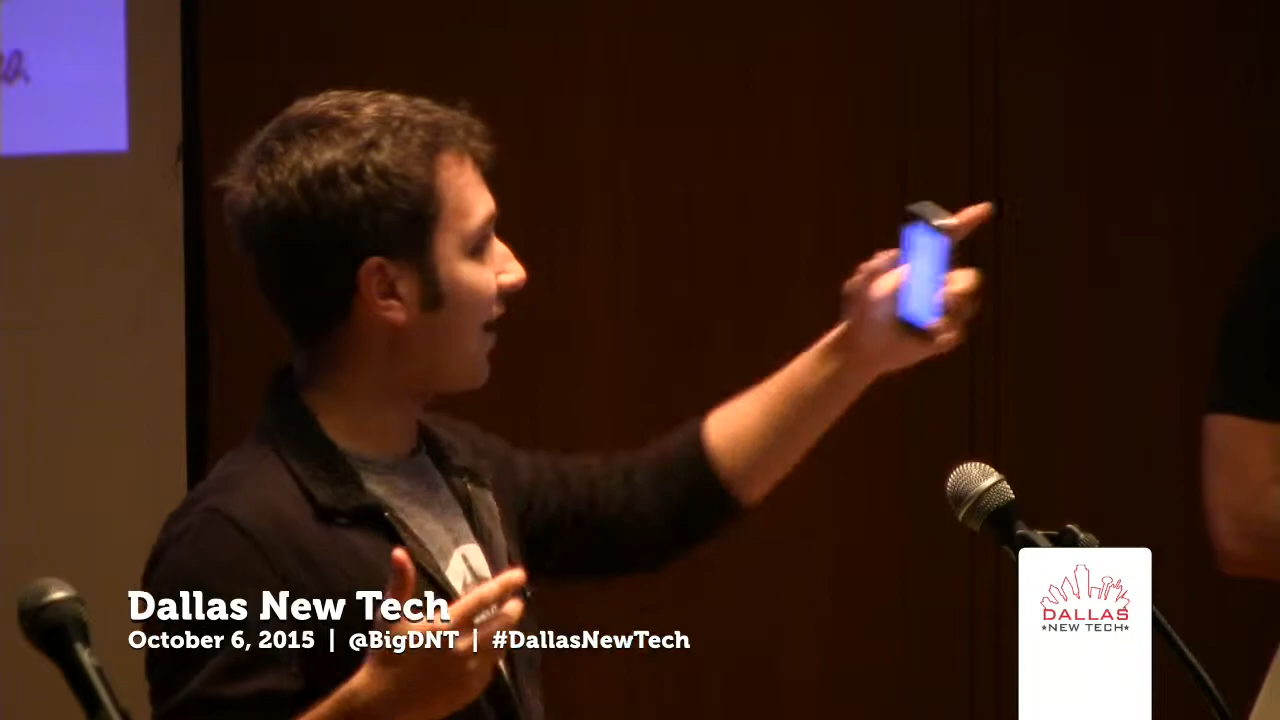 Dallas New Tech
October 6, 2015 | @BigDNT | #DallasNewTech
DALLAS
★NEW TECH★